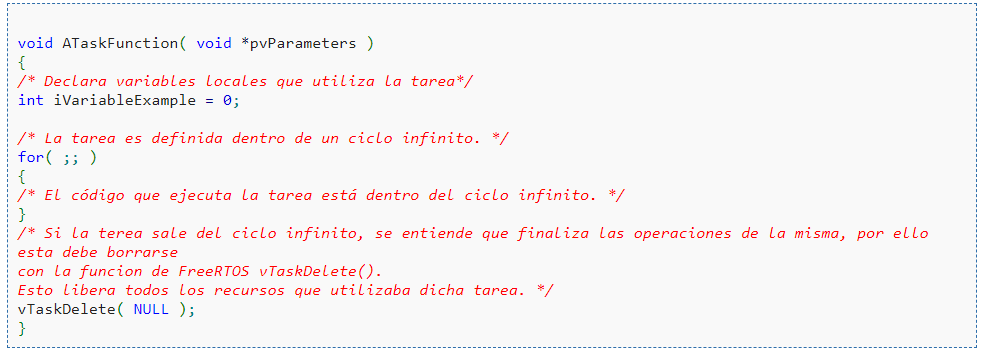 void ATaskFunction( void *pvParameters )
{
/* Declara variables locales que utiliza la tarea*/
int iVariableExample = 0;
/* La tarea es definida dentro de un ciclo infinito. */
for( ;; )
{
/* El código que ejecuta la tarea está dentro del ciclo infinito. */
}
/* Si la terea sale del ciclo infinito, se entiende que finaliza las operaciones de la misma, por ello
esta debe borrarse
con la funcion de FreeRTOS vTaskDelete().
Esto libera todos los recursos que utilizaba dicha tarea. */
vTaskDelete( NULL );
}